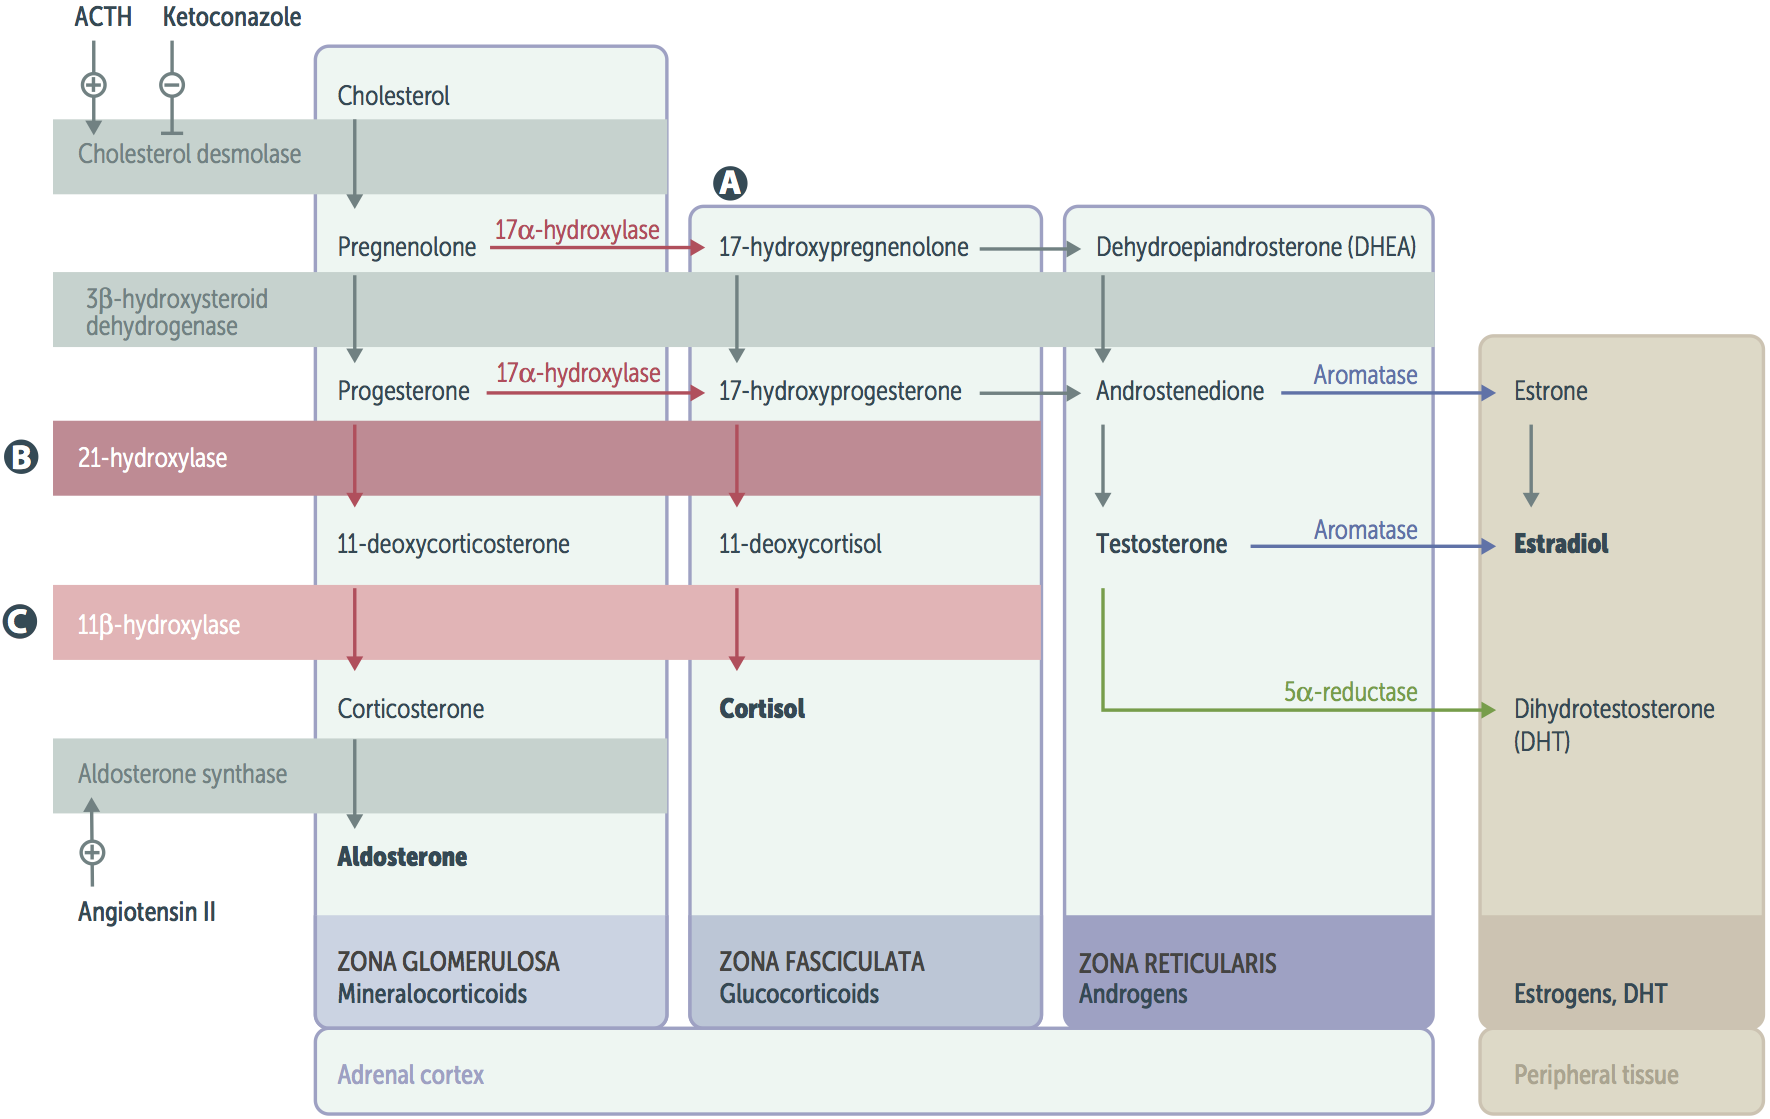 ACTH
Ketoconazole
Cholesterol
Cholesterol desmolase
A
Pregnenolone
17α-hydroxylase
17-hydroxypregnenolone
Dehydroepiandrosterone (DHEA)
3β-hydroxysteroid
dehydrogenase
Progesterone
17α-hydroxylase
17-hydroxyprogesterone
Androstenedione
Aromatase
Estrone
B
21-hydroxylase
11-deoxycorticosterone
11-deoxycortisol
Testosterone
Aromatase
Estradiol
C
11β-hydroxylase
Corticosterone
Cortisol
5α-reductase
Dihydrotestosterone
(DHT)
Aldosterone synthase
Aldosterone
Angiotensin II
ZONA GLOMERULOSA
Mineralocorticoids
ZONA FASCICULATA
Glucocorticoids
ZONA RETICULARIS
Androgens
Estrogens, DHT
Adrenal cortex
Peripheral tissue